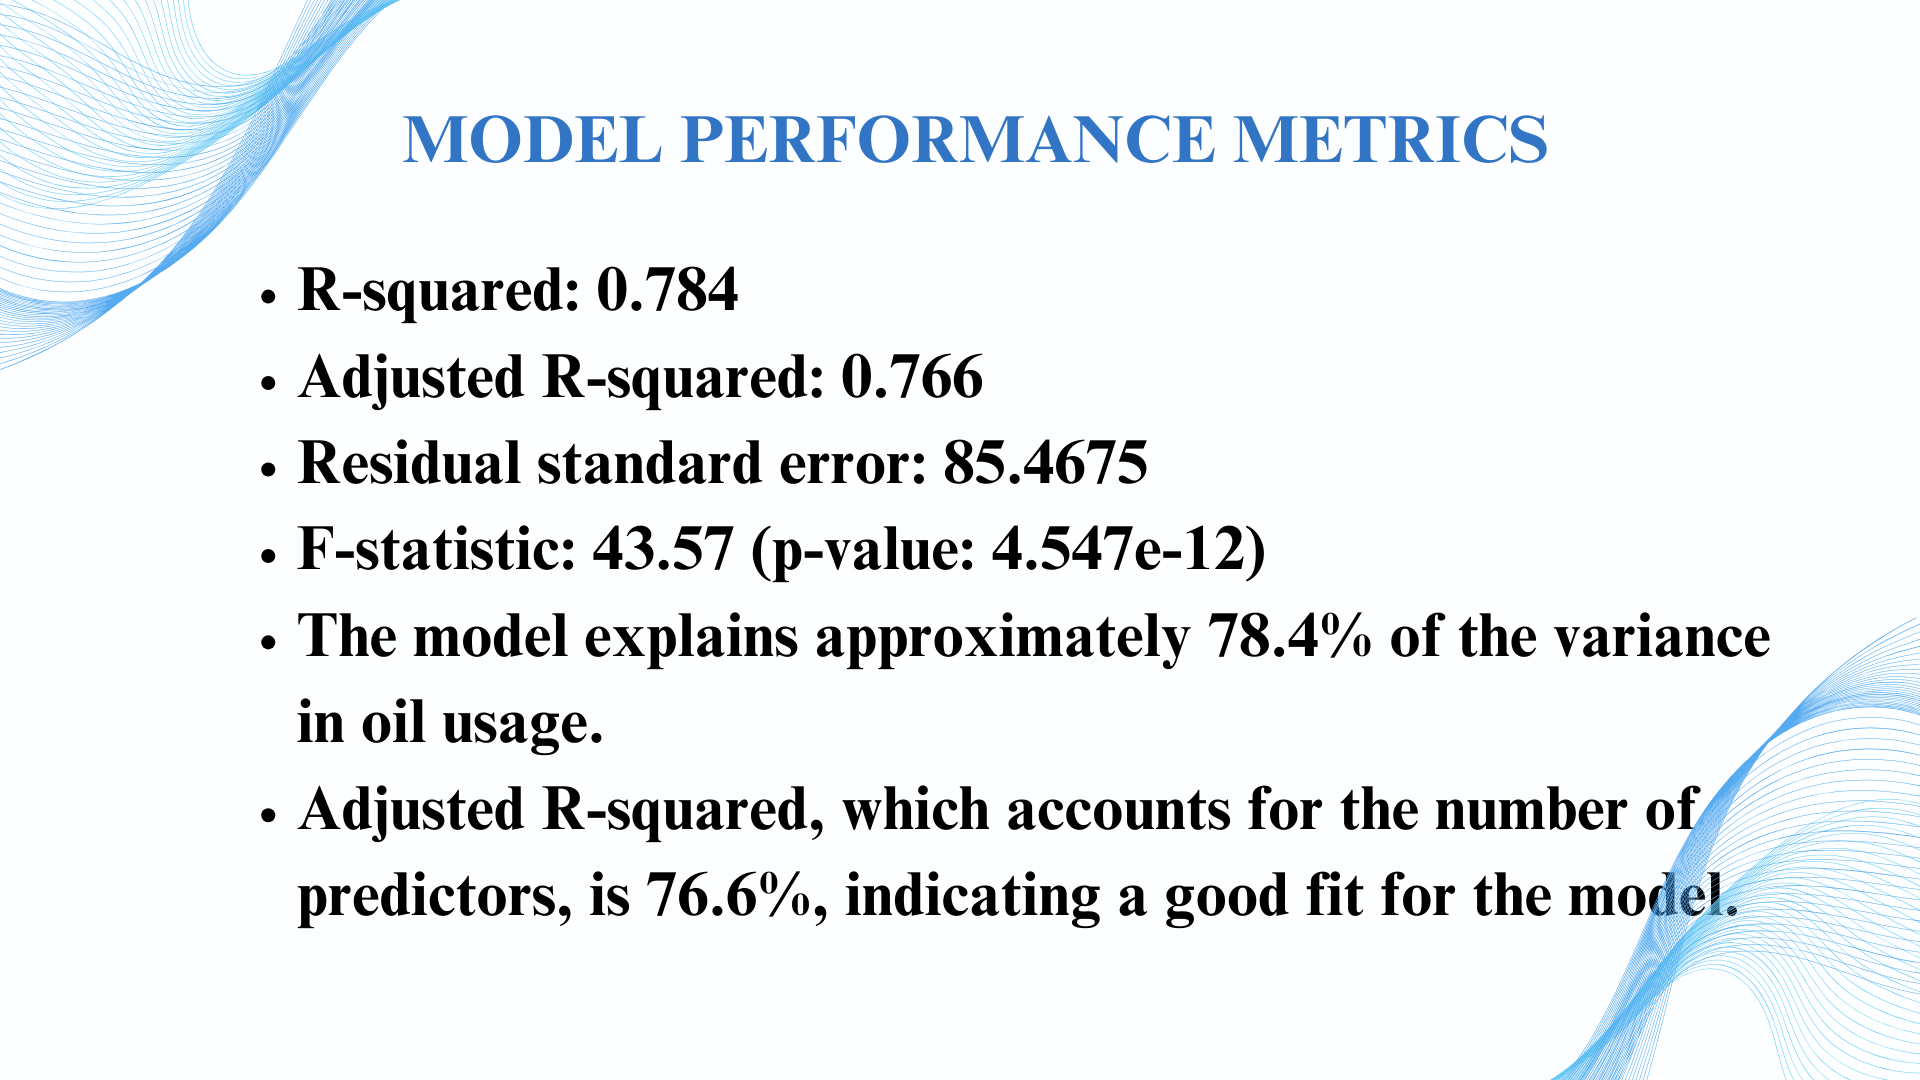 MODEL PERFORMANCE METRICS
• R-squared: 0.784
• Adjusted R-squared: 0.766
• Residual standard error: 85.4675
• F-statistic: 43.57 (p-value: 4.547e-12)
• The model explains approximately 78.4% of the variance
in oil usage.
• Adjusted R-squared, which accounts for the number of
predictors, is 76.6%, indicating a good fit for the model.